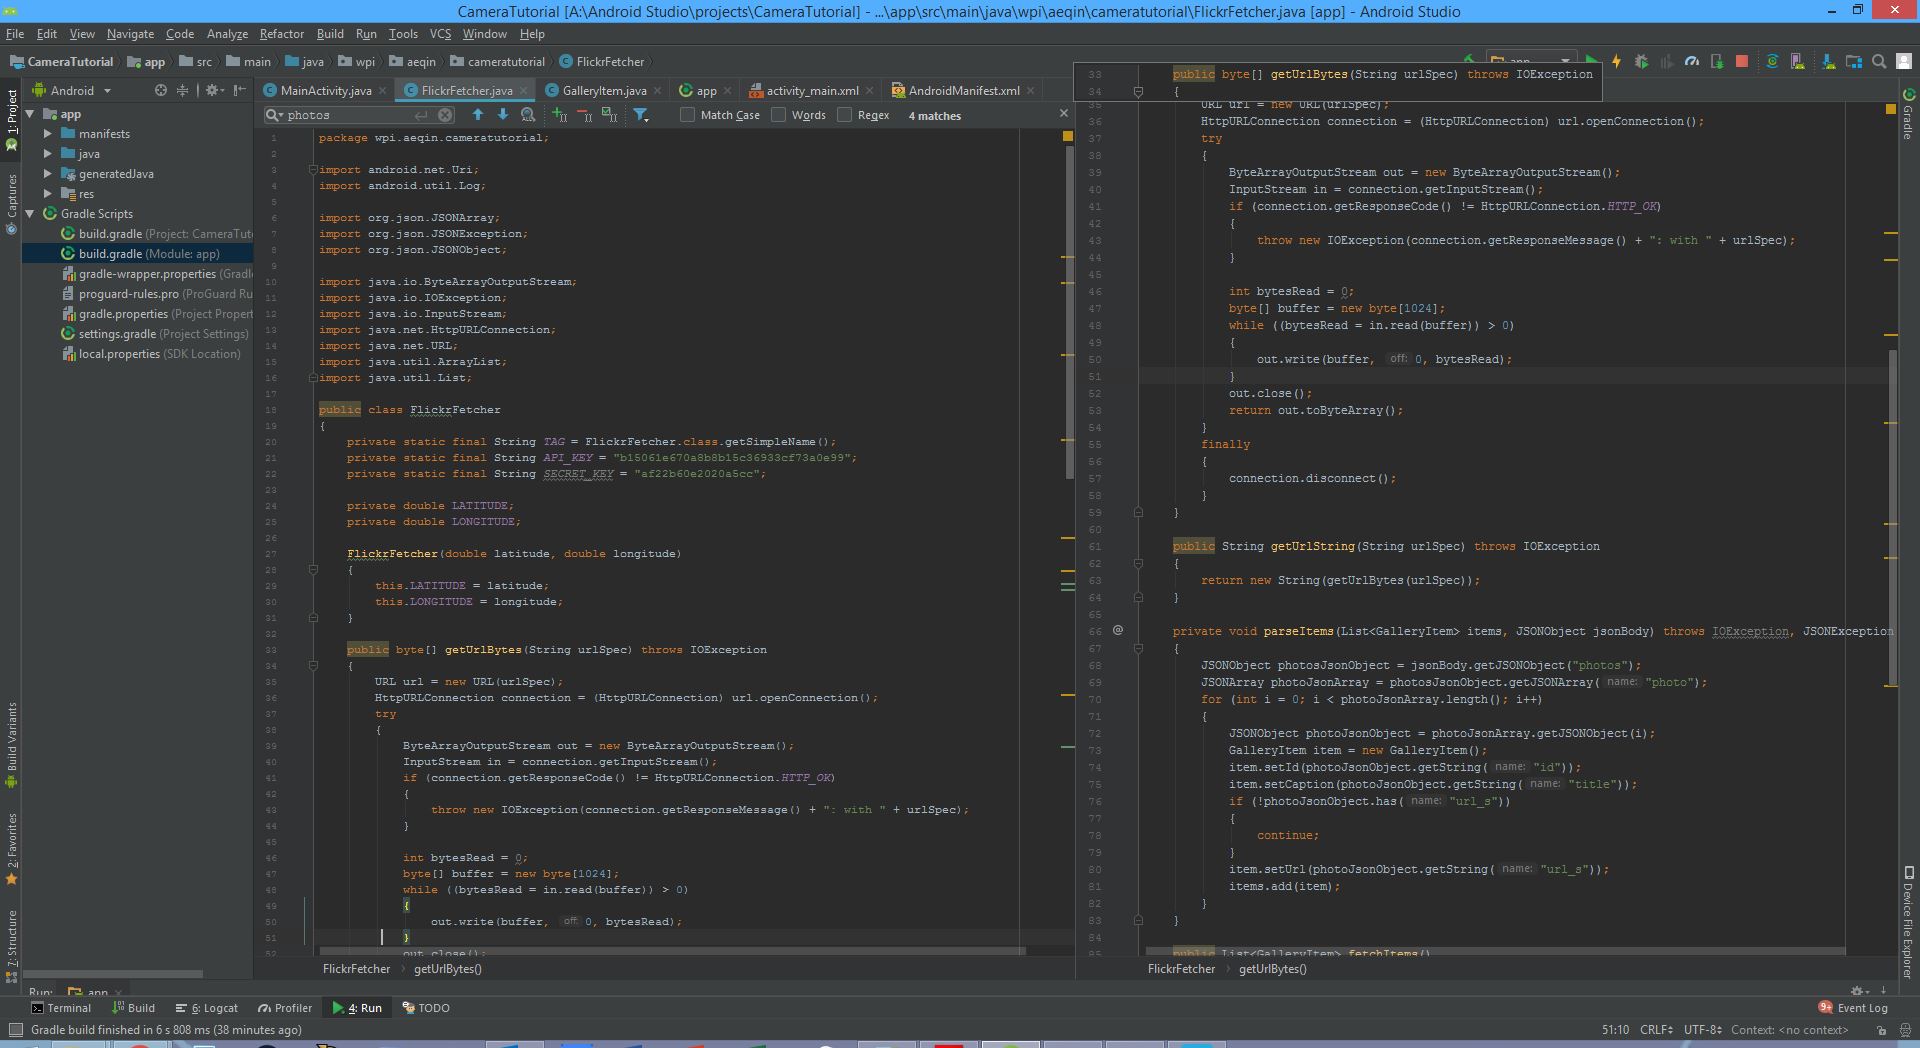 CameraTutorial [A:\Android Studio\projects\CameraTutorial] - ...\app\src\main\java\wpi\aeqin\cameratutorial\FlickrFetcher.java [app] - Android Studio
File Edit View Navigate Code Analyze Refactor Build Run Tools VCS Window Help
CameraTutorial app src main java wpi aeqin cameratutorial FlickrFetcher
app
Android
MainActivity.java FlickrFetcher.java GalleryItem.java app activity_main.xml AndroidManifest.xml
photos Match Case Words Regex 4 matches
1: Project
Captures
Build Variants
2: Favorites
7: Structure
app
manifests
java
generatedJava
res
Gradle Scripts
build.gradle (Project: CameraTut
build.gradle (Module: app)
gradle-wrapper.properties (Gradl
proguard-rules.pro (ProGuard Ru
gradle.properties (Project Propert
settings.gradle (Project Settings)
local.properties (SDK Location)
1 package wpi.aeqin.cameratutorial;
2
3 import android.net.Uri;
4 import android.util.Log;
5
6 import org.json.JSONArray;
7 import org.json.JSONException;
8 import org.json.JSONObject;
9
10 import java.io.ByteArrayOutputStream;
11 import java.io.IOException;
12 import java.io.InputStream;
13 import java.net.HttpURLConnection;
14 import java.net.URL;
15 import java.util.ArrayList;
16 import java.util.List;
17
18 public class FlickrFetcher
19 {
20 private static final String TAG = FlickrFetcher.class.getSimpleName();
21 private static final String API_KEY = "b15061e670a8b8b15c36933cf73a0e99";
22 private static final String SECRET_KEY = "af22b60e2020a5cc";
23
24 private double LATITUDE;
25 private double LONGITUDE;
26
27 FlickrFetcher(double latitude, double longitude)
28 {
29 this.LATITUDE = latitude;
30 this.LONGITUDE = longitude;
31 }
32
33 public byte[] getUrlBytes(String urlSpec) throws IOException
34 {
35 URL url = new URL(urlSpec);
36 HttpURLConnection connection = (HttpURLConnection) url.openConnection();
37 try
38 {
39 ByteArrayOutputStream out = new ByteArrayOutputStream();
40 InputStream in = connection.getInputStream();
41 if (connection.getResponseCode() != HttpURLConnection.HTTP_OK)
42 {
43 throw new IOException(connection.getResponseMessage() + ": with " + urlSpec);
44 }
45
46 int bytesRead = 0;
47 byte[] buffer = new byte[1024];
48 while ((bytesRead = in.read(buffer)) > 0)
49 {
50 out.write(buffer, off: 0, bytesRead);
51 }
52 out.close();
FlickrFetcher getUrlBytes()
33 public byte[] getUrlBytes(String urlSpec) throws IOException
34 {
35 URL url = new URL(urlSpec);
36 HttpURLConnection connection = (HttpURLConnection) url.openConnection();
37 try
38 {
39 ByteArrayOutputStream out = new ByteArrayOutputStream();
40 InputStream in = connection.getInputStream();
41 if (connection.getResponseCode() != HttpURLConnection.HTTP_OK)
42 {
43 throw new IOException(connection.getResponseMessage() + ": with " + urlSpec);
44 }
45
46 int bytesRead = 0;
47 byte[] buffer = new byte[1024];
48 while ((bytesRead = in.read(buffer)) > 0)
49 {
50 out.write(buffer, off: 0, bytesRead);
51 }
52 out.close();
53 return out.toByteArray();
54 }
55 finally
56 {
57 connection.disconnect();
58 }
59 }
60
61 public String getUrlString(String urlSpec) throws IOException
62 {
63 return new String(getUrlBytes(urlSpec));
64 }
65
66 @ private void parseItems(List<GalleryItem> items, JSONObject jsonBody) throws IOException, JSONException
67 {
68 JSONObject photosJsonObject = jsonBody.getJSONObject("photos");
69 JSONArray photoJsonArray = photosJsonObject.getJSONArray( name: "photo");
70 for (int i = 0; i < photoJsonArray.length(); i++)
71 {
72 JSONObject photoJsonObject = photoJsonArray.getJSONObject(i);
73 GalleryItem item = new GalleryItem();
74 item.setId(photoJsonObject.getString( name: "id"));
75 item.setCaption(photoJsonObject.getString( name: "title"));
76 if (!photoJsonObject.has( name: "url_s"))
77 {
78 continue;
79 }
80 item.setUrl(photoJsonObject.getString( name: "url_s"));
81 items.add(item);
82 }
83 }
84
85 public List<GalleryItem> fetchItems()
FlickrFetcher getUrlBytes()
Gradle
Device File Explorer
Run: app
Terminal Build 6: Logcat Profiler 4: Run TODO 9+ Event Log
Gradle build finished in 6 s 808 ms (38 minutes ago) 51:10 CRLF UTF-8 Context: <no context>